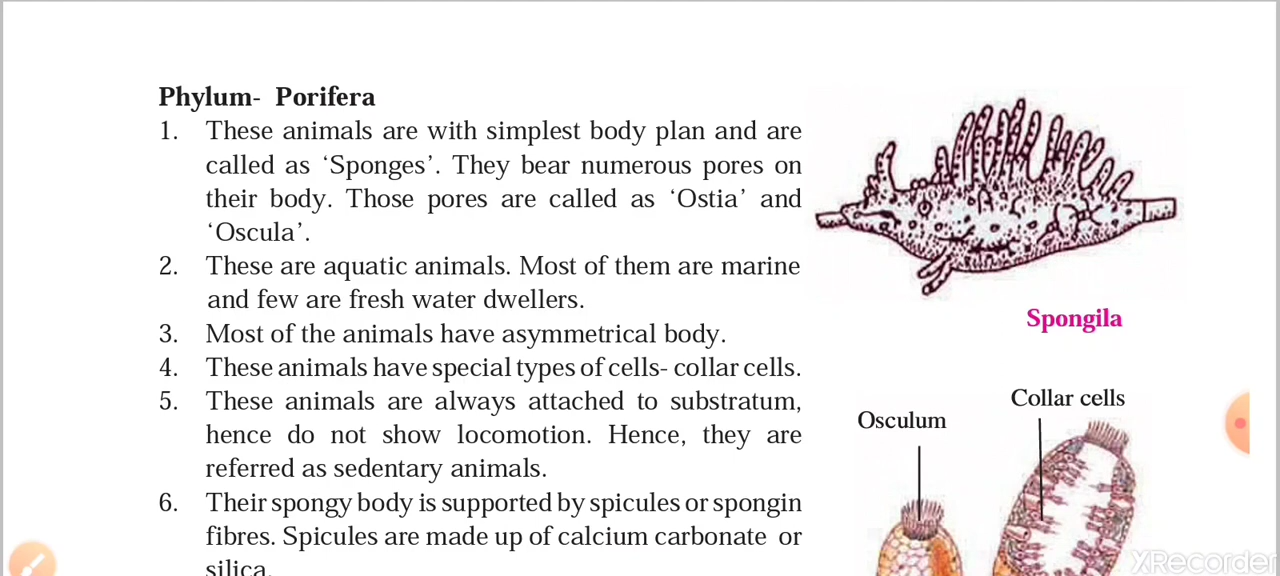 Phylum- Porifera
1. These animals are with simplest body plan and are
called as ‘Sponges’. They bear numerous pores on
their body. Those pores are called as ‘Ostia’ and
‘Oscula’.
2. These are aquatic animals. Most of them are marine
and few are fresh water dwellers.
3. Most of the animals have asymmetrical body.
4. These animals have special types of cells- collar cells.
5. These animals are always attached to substratum,
hence do not show locomotion. Hence, they are
referred as sedentary animals.
6. Their spongy body is supported by spicules or spongin
fibres. Spicules are made up of calcium carbonate or
silica.
Spongila
Collar cells
Osculum
XRecorder